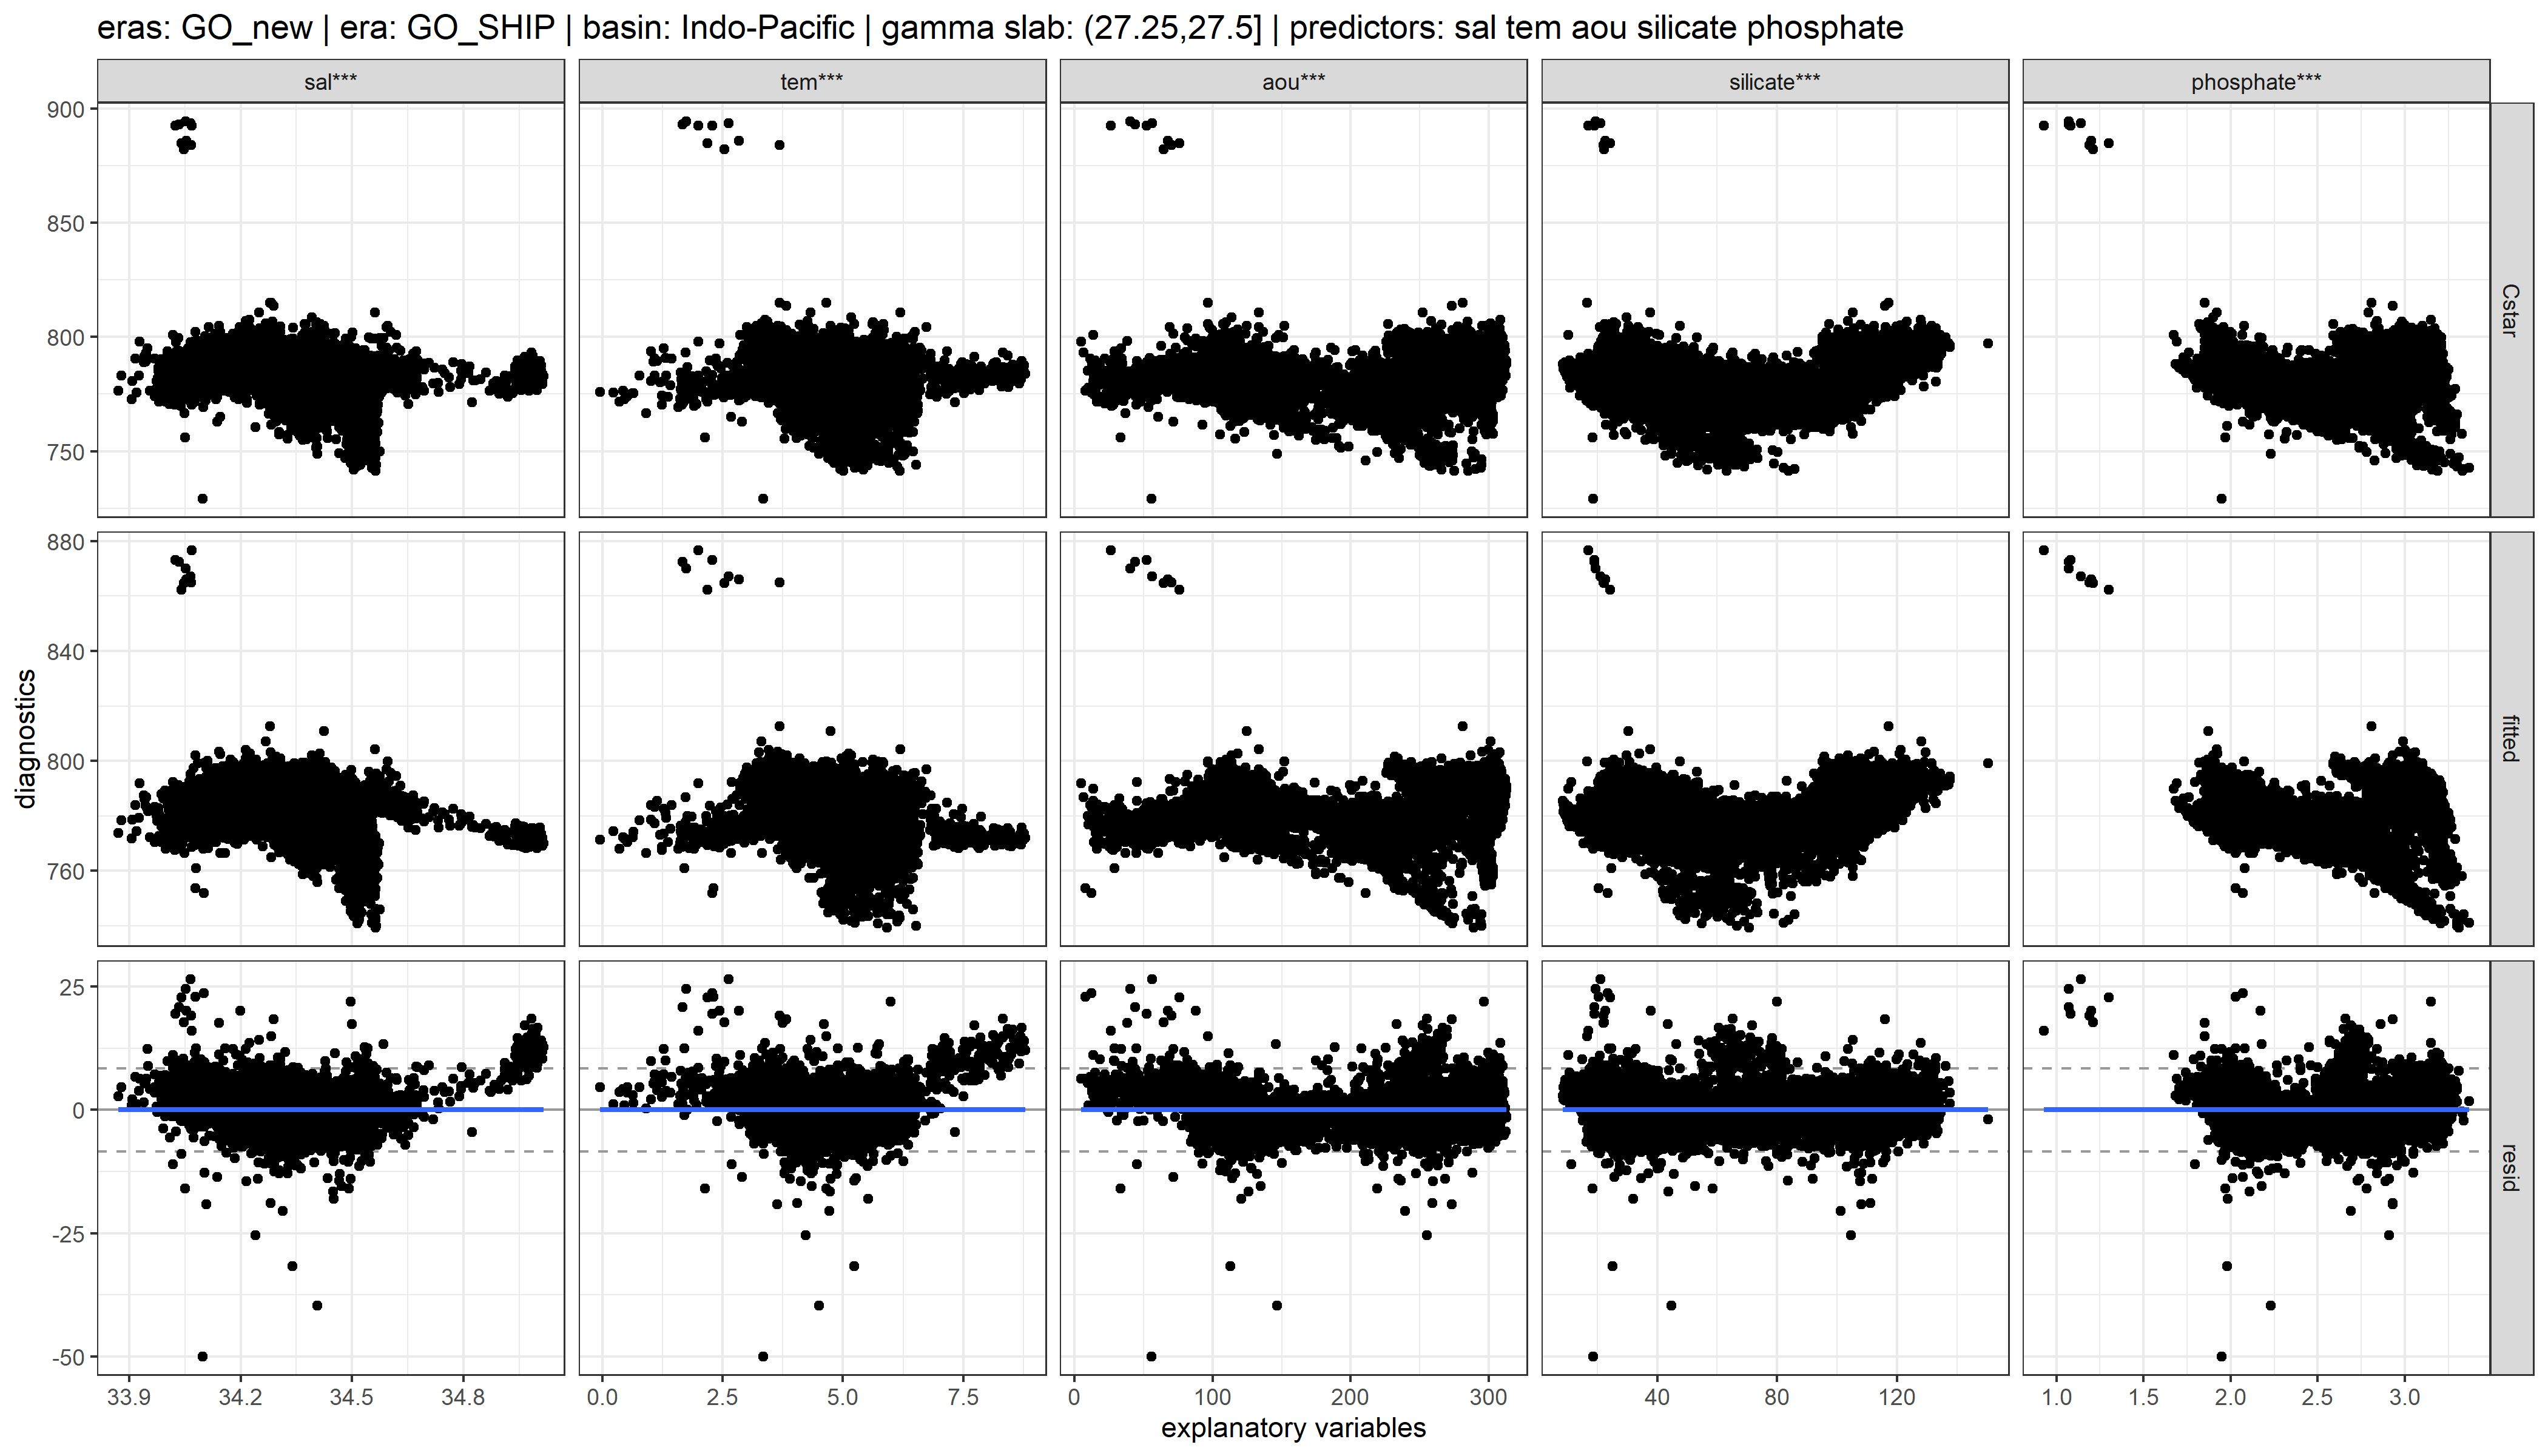 eras: GO_new | era: GO_SHIP | basin: Indo-Pacific | gamma slab: (27.25,27.5] | predictors: sal tem aou silicate phosphate
sal*** tem*** aou*** silicate*** phosphate***
900
850
800
750
Cstar
880
840
800
760
fitted
diagnostics
25
0
-25
-50
resid
33.9 34.2 34.5 34.8 0.0 2.5 5.0 7.5 0 100 200 300 40 80 120 1.0 1.5 2.0 2.5 3.0
explanatory variables